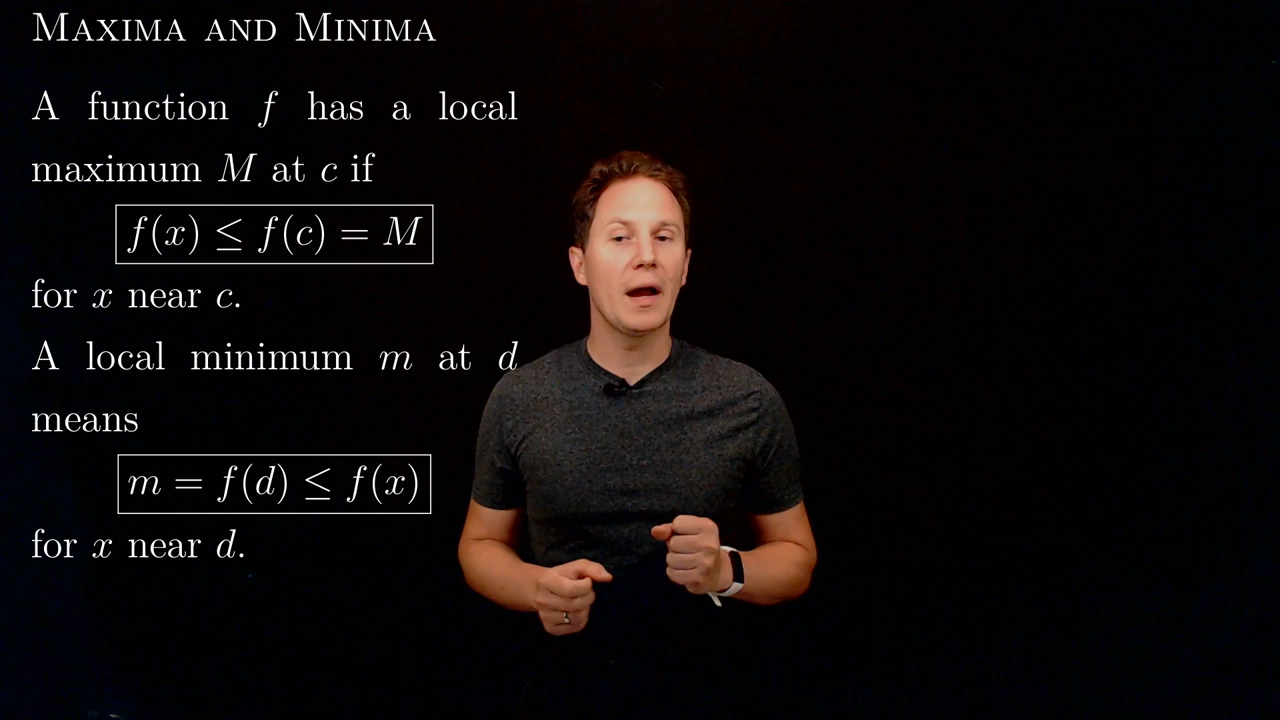 Maxima and Minima
A function f has a local
maximum M at c if
f(x) ≤ f(c) = M
for x near c.
A local minimum m at d
means
m = f(d) ≤ f(x)
for x near d.